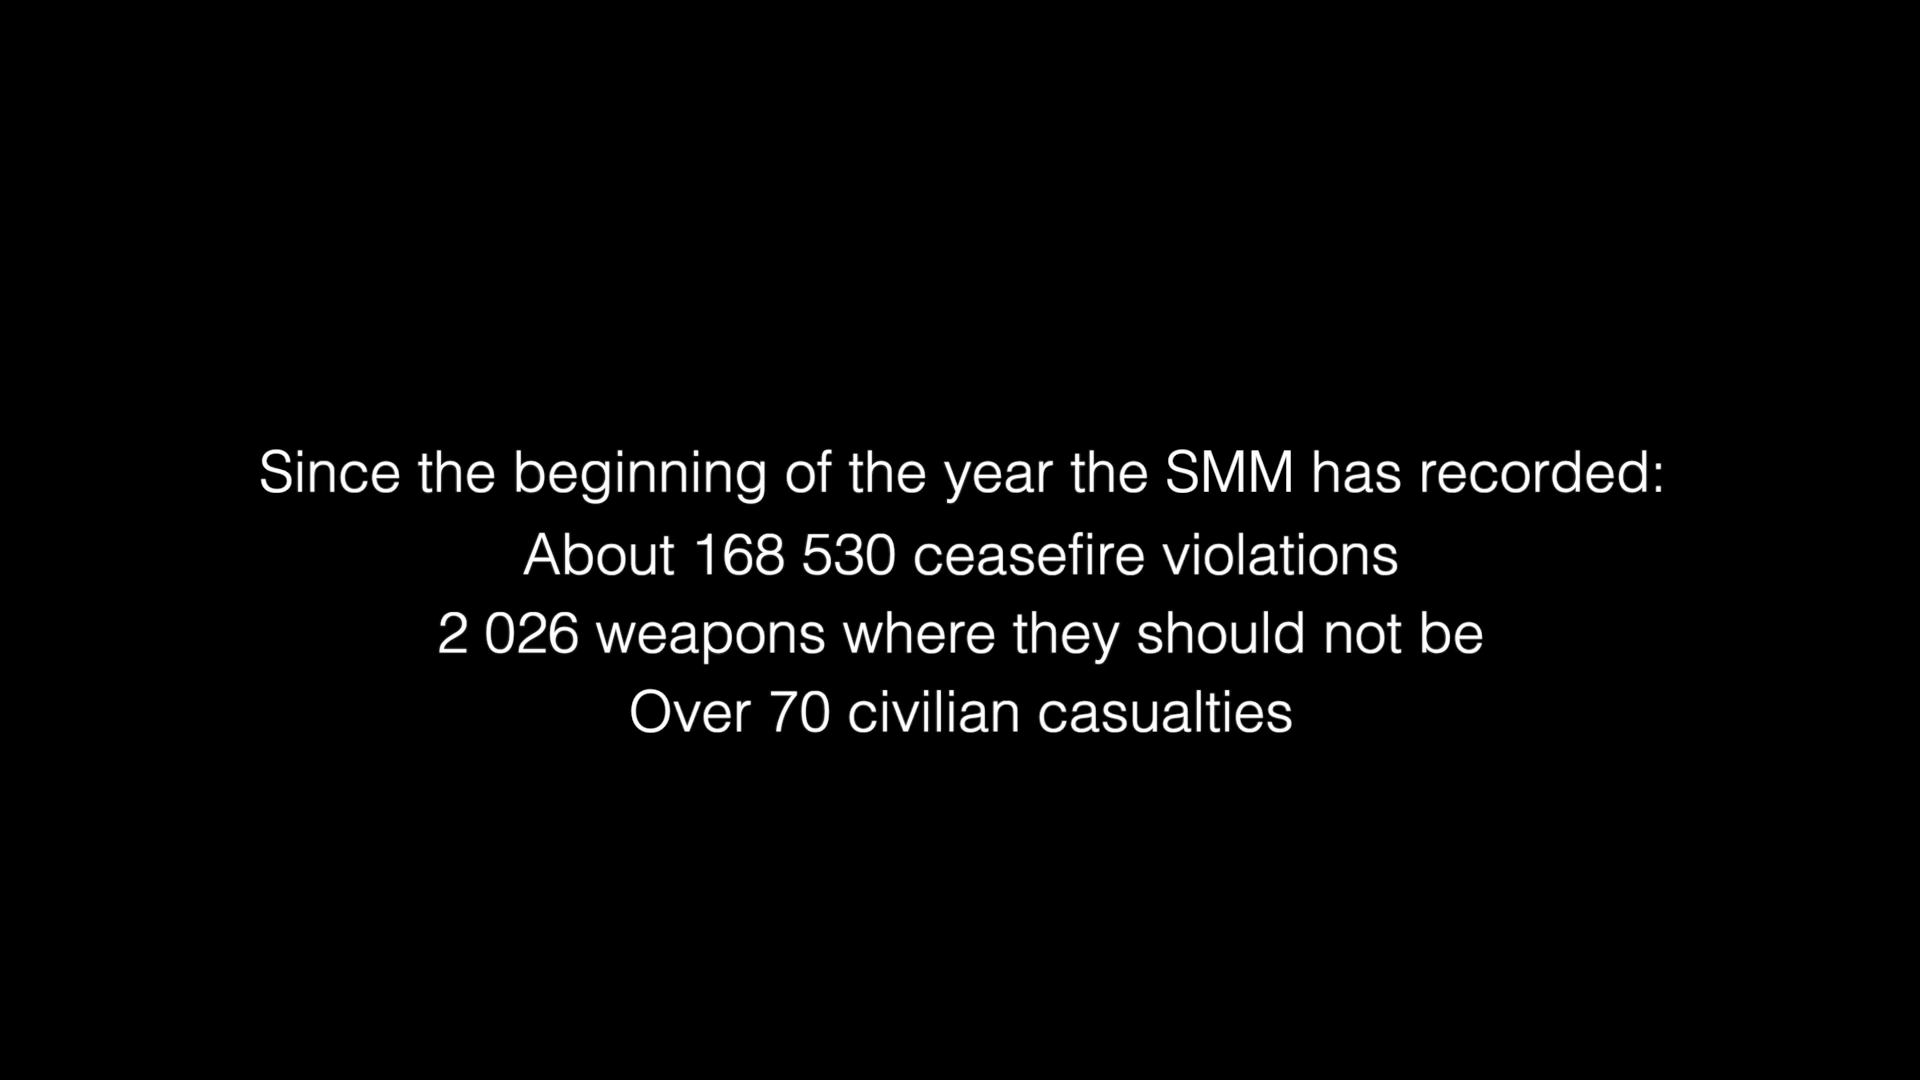 Since the beginning of the year the SMM has recorded:
About 168 530 ceasefire violations
2 026 weapons where they should not be
Over 70 civilian casualties